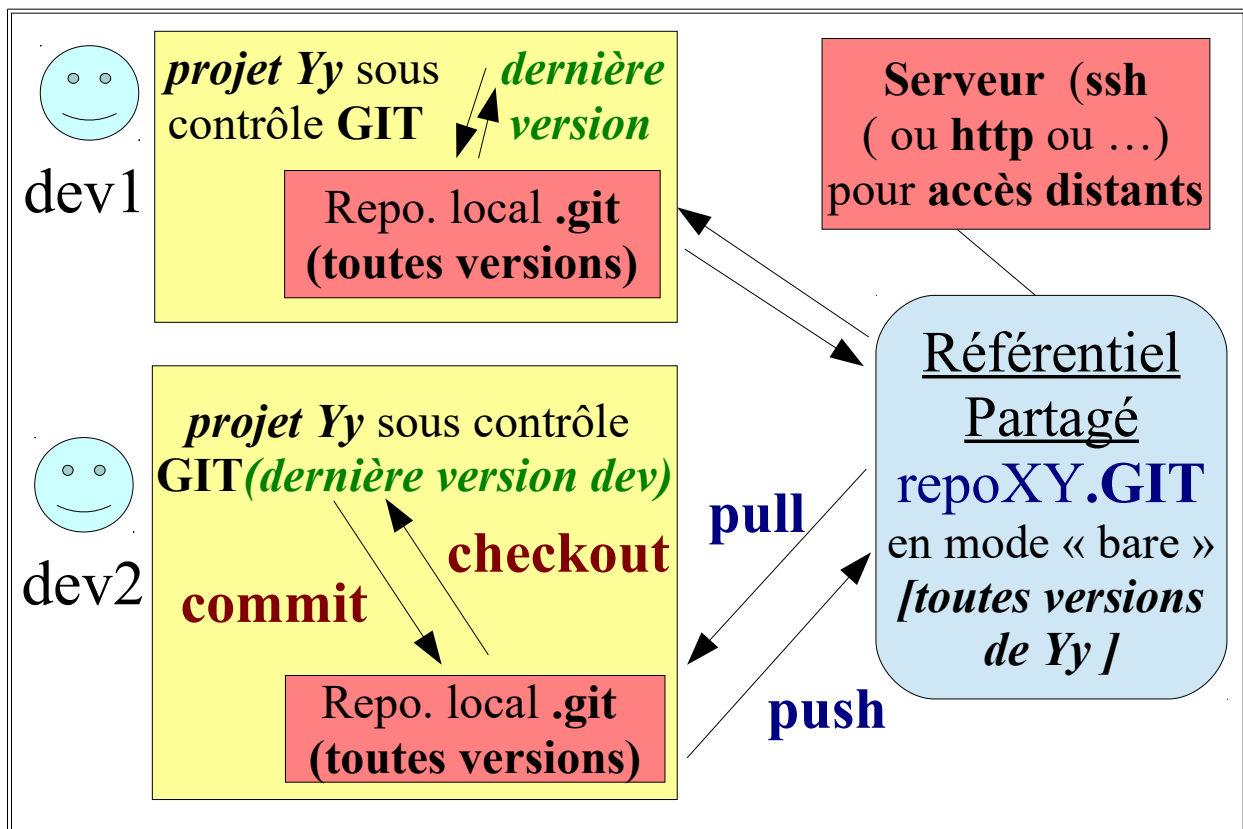 projet Yy sous
contrôle GIT
dernière
version
dev1
Repo. local .git
(toutes versions)
Serveur (ssh
( ou http ou …)
pour accès distants
Référentiel
Partagé
repoXY.GIT
en mode « bare »
[toutes versions
de Yy ]
projet Yy sous contrôle
GIT(dernière version dev)
dev2
checkout
commit
Repo. local .git
(toutes versions)
pull
push